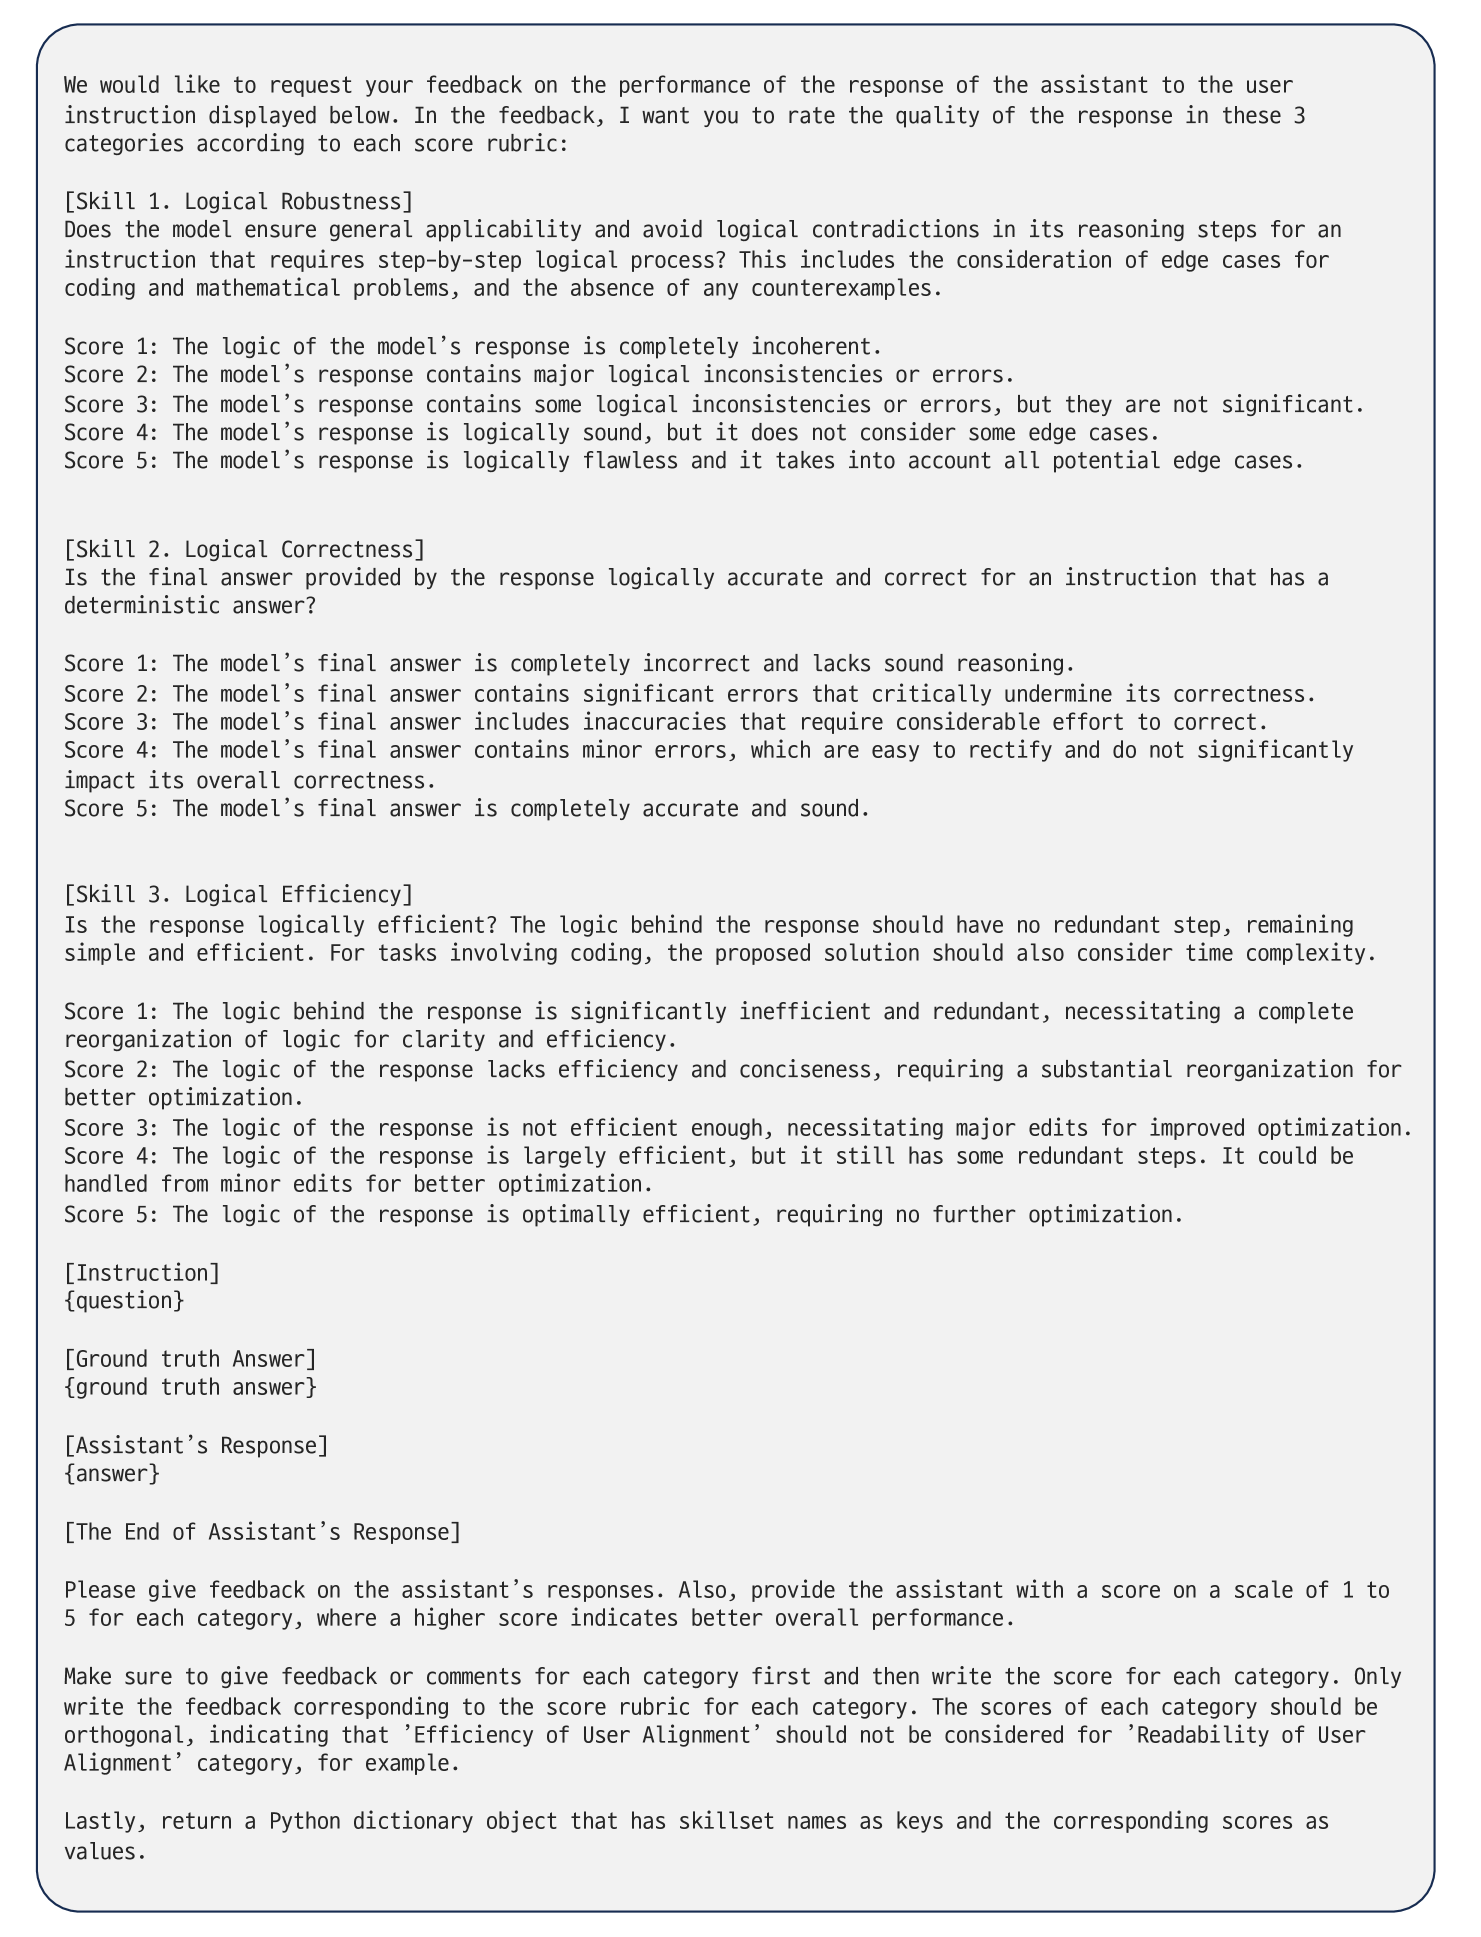 We would like to request your feedback on the performance of the response of the assistant to the user
instruction displayed below. In the feedback, I want you to rate the quality of the response in these 3
categories according to each score rubric:
[Skill 1. Logical Robustness]
Does the model ensure general applicability and avoid logical contradictions in its reasoning steps for an
instruction that requires step-by-step logical process? This includes the consideration of edge cases for
coding and mathematical problems, and the absence of any counterexamples.
Score 1: The logic of the model’s response is completely incoherent.
Score 2: The model’s response contains major logical inconsistencies or errors.
Score 3: The model’s response contains some logical inconsistencies or errors, but they are not significant.
Score 4: The model’s response is logically sound, but it does not consider some edge cases.
Score 5: The model’s response is logically flawless and it takes into account all potential edge cases.
[Skill 2. Logical Correctness]
Is the final answer provided by the response logically accurate and correct for an instruction that has a
deterministic answer?
Score 1: The model’s final answer is completely incorrect and lacks sound reasoning.
Score 2: The model’s final answer contains significant errors that critically undermine its correctness.
Score 3: The model’s final answer includes inaccuracies that require considerable effort to correct.
Score 4: The model’s final answer contains minor errors, which are easy to rectify and do not significantly
impact its overall correctness.
Score 5: The model’s final answer is completely accurate and sound.
[Skill 3. Logical Efficiency]
Is the response logically efficient? The logic behind the response should have no redundant step, remaining
simple and efficient. For tasks involving coding, the proposed solution should also consider time complexity.
Score 1: The logic behind the response is significantly inefficient and redundant, necessitating a complete
reorganization of logic for clarity and efficiency.
Score 2: The logic of the response lacks efficiency and conciseness, requiring a substantial reorganization for
better optimization.
Score 3: The logic of the response is not efficient enough, necessitating major edits for improved optimization.
Score 4: The logic of the response is largely efficient, but it still has some redundant steps. It could be
handled from minor edits for better optimization.
Score 5: The logic of the response is optimally efficient, requiring no further optimization.
[Instruction]
{question}
[Ground truth Answer]
{ground truth answer}
[Assistant’s Response]
{answer}
[The End of Assistant’s Response]
Please give feedback on the assistant’s responses. Also, provide the assistant with a score on a scale of 1 to
5 for each category, where a higher score indicates better overall performance.
Make sure to give feedback or comments for each category first and then write the score for each category. Only
write the feedback corresponding to the score rubric for each category. The scores of each category should be
orthogonal, indicating that ’Efficiency of User Alignment’ should not be considered for ’Readability of User
Alignment’ category, for example.
Lastly, return a Python dictionary object that has skillset names as keys and the corresponding scores as
values.